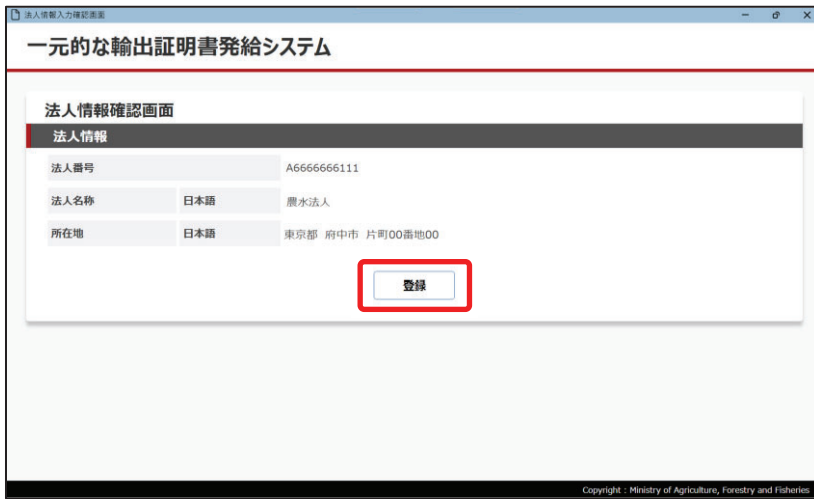 法人情報入力確認画面
一元的な輸出証明書発給システム
法人情報確認画面
法人情報
法人番号 A6666666111
法人名称 日本語 農水法人
所在地 日本語 東京都 府中市 片町00番地00
登録
Copyright : Ministry of Agriculture, Forestry and Fisheries